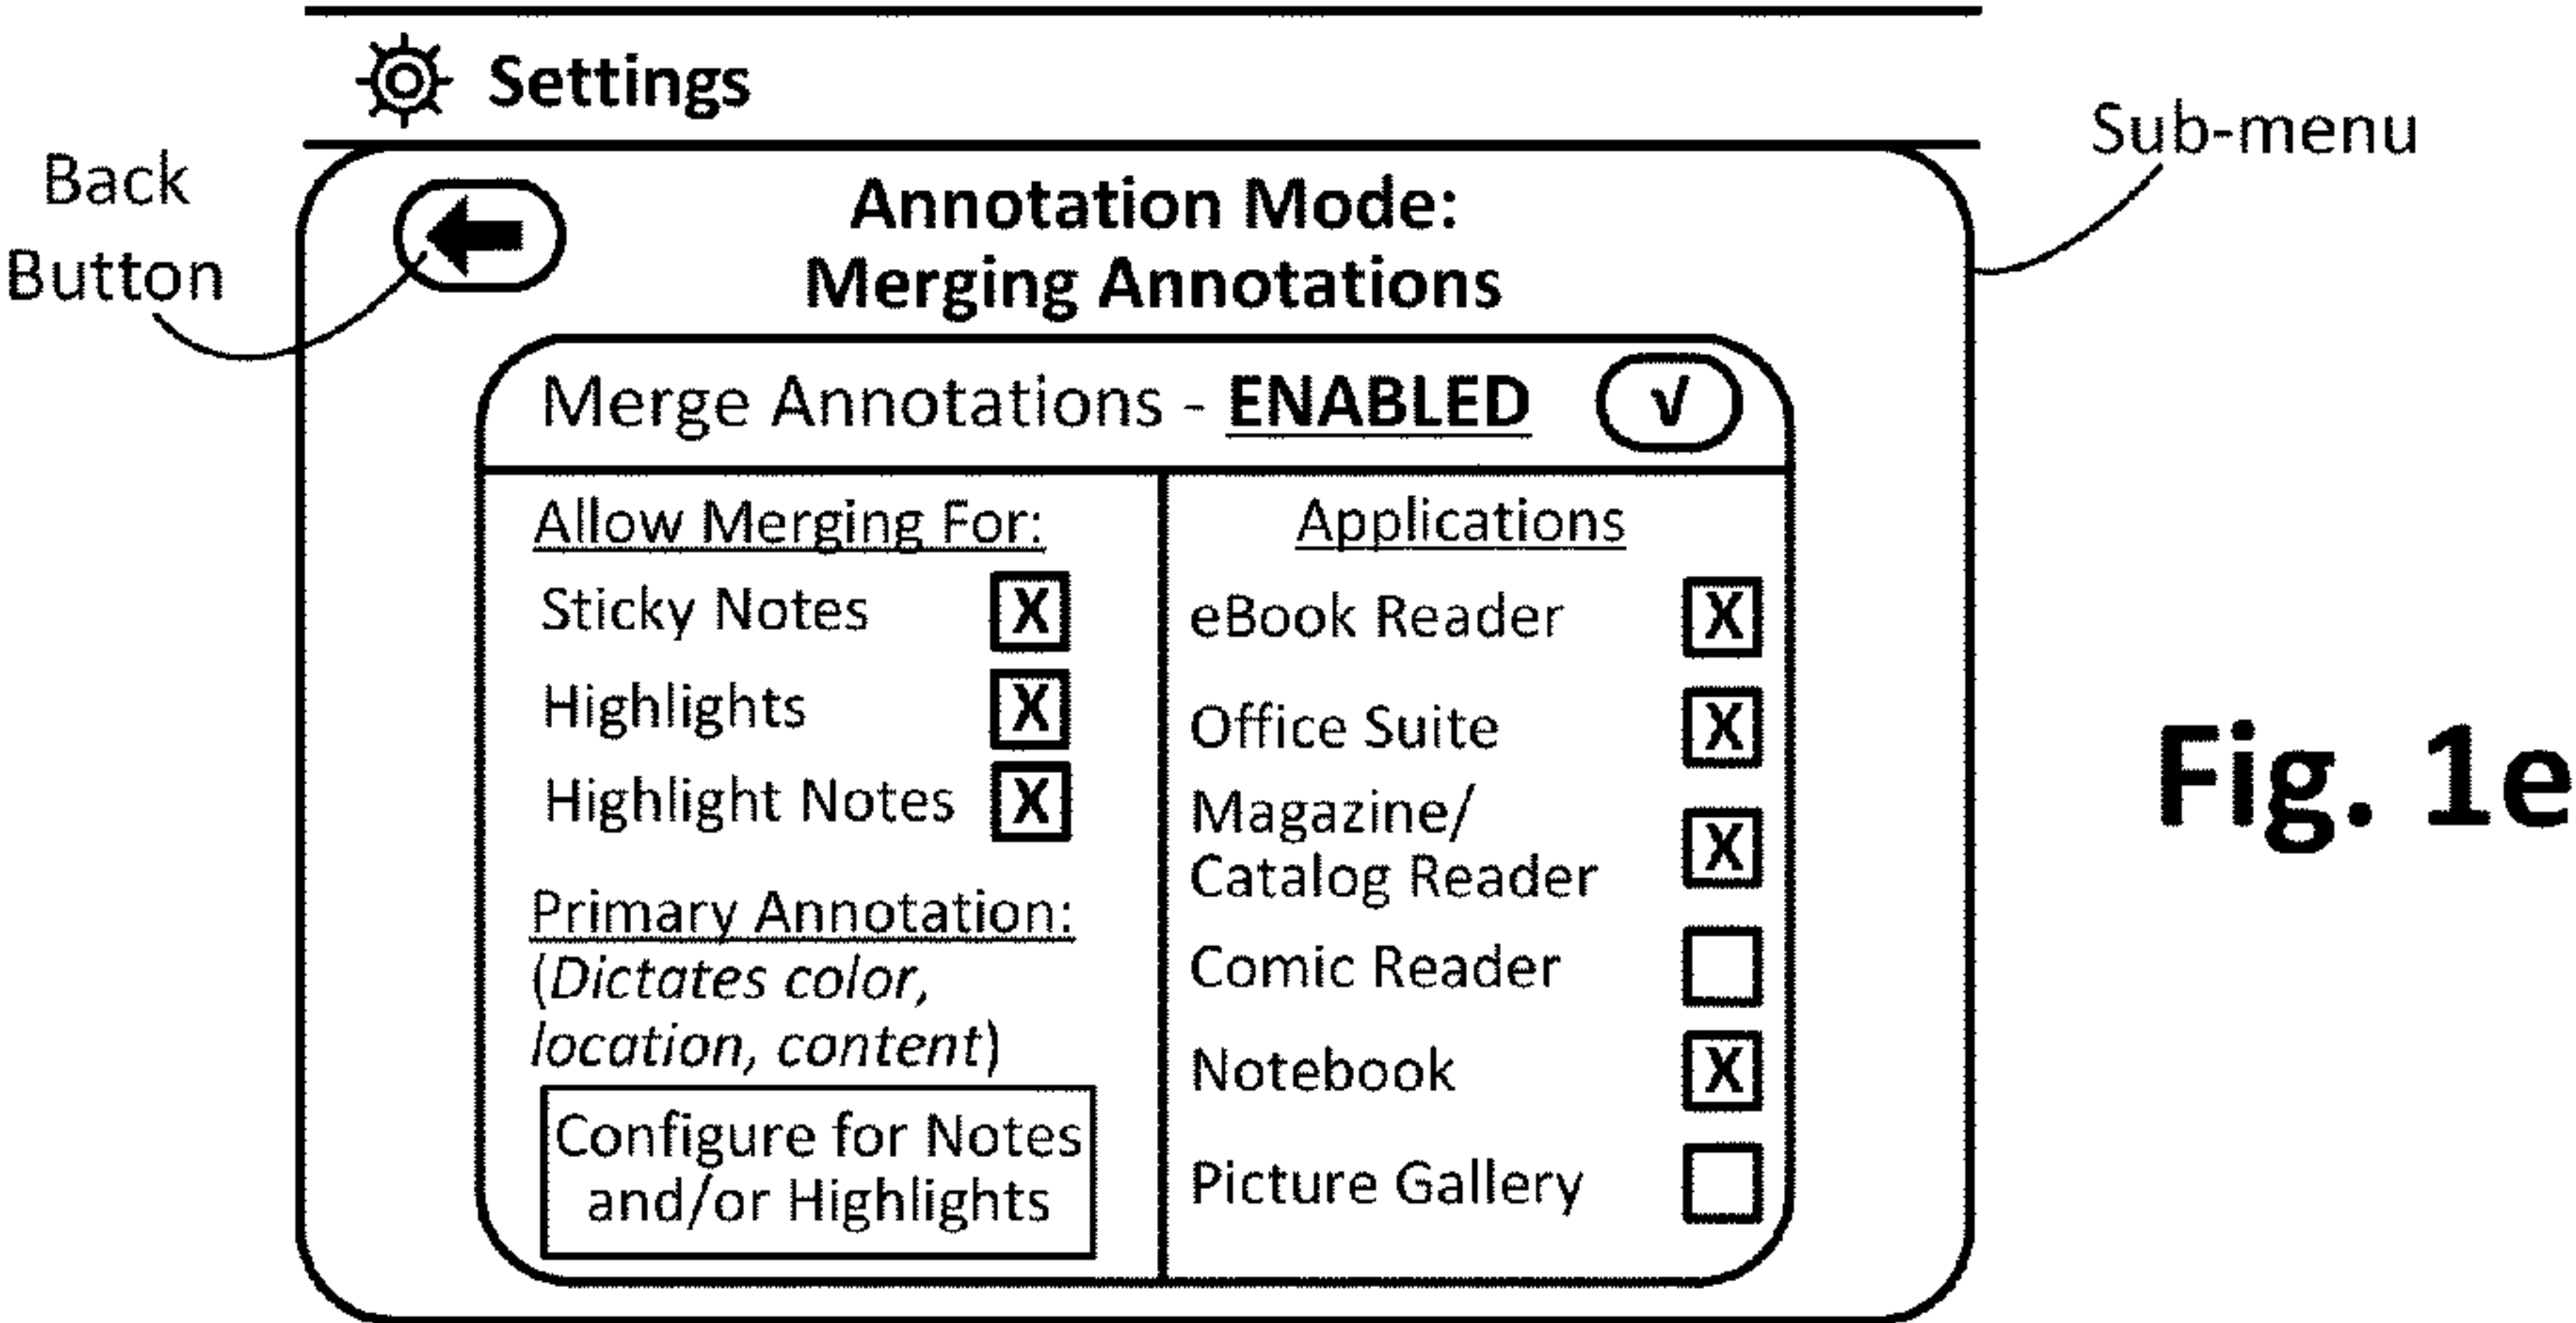 Settings
Back
Button
Sub-menu
Annotation Mode:
Merging Annotations
Merge Annotations - ENABLED √
Allow Merging For:
Sticky Notes X
Highlights X
Highlight Notes X
Primary Annotation:
(Dictates color,
location, content)
Configure for Notes
and/or Highlights
Applications
eBook Reader X
Office Suite X
Magazine/
Catalog Reader X
Comic Reader
Notebook X
Picture Gallery
Fig. 1e